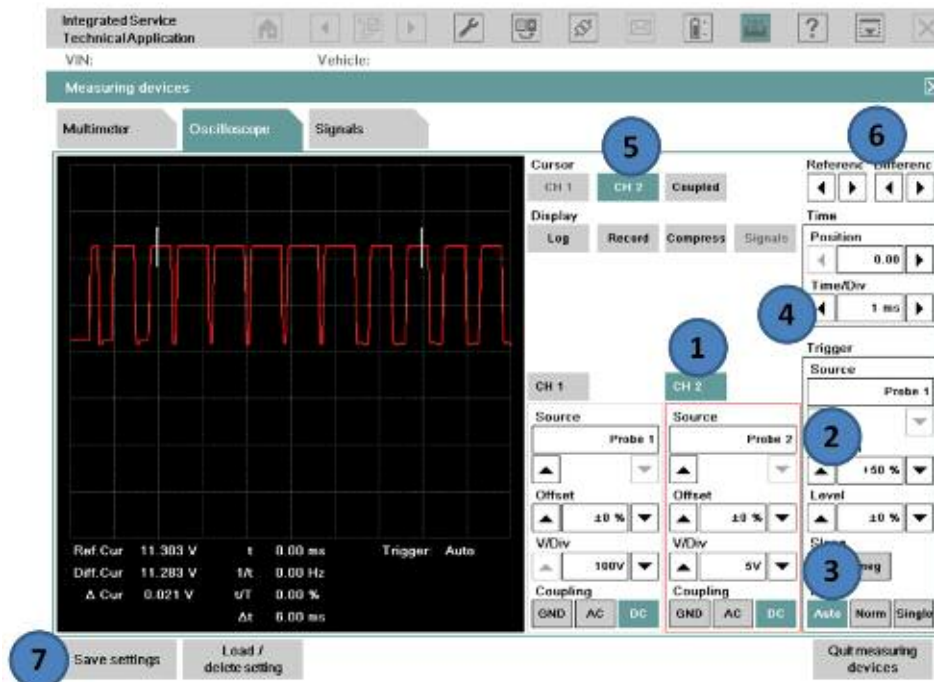 Integrated Service
Technical Application
VIN:
Vehicle:
Measuring devices
Multimeter
Oscilloscope
Signals
5
6
Cursor
CH 1
CH 2
Coupled
Referenc
Differenc
Display
Log
Record
Compress
Signals
Time
Position
0.00
Time/Div
4
1 ms
1
CH 1
CH 2
Trigger
Source
Probe 1
Source
Probe 1
Source
Probe 2
2
+50 %
Offset
±0 %
Offset
±0 %
Level
±0 %
V/Div
100V
V/Div
5V
3
neg
Coupling
GND AC DC
Coupling
GND AC DC
Auto Norm Single
Ref.Cur 11.303 V t 0.00 ms Trigger Auto
Diff.Cur 11.283 V 1/t 0.00 Hz
Δ Cur 0.021 V t/T 0.00 %
Δt 6.00 ms
7
Save settings
Load /
delete setting
Quit measuring
devices